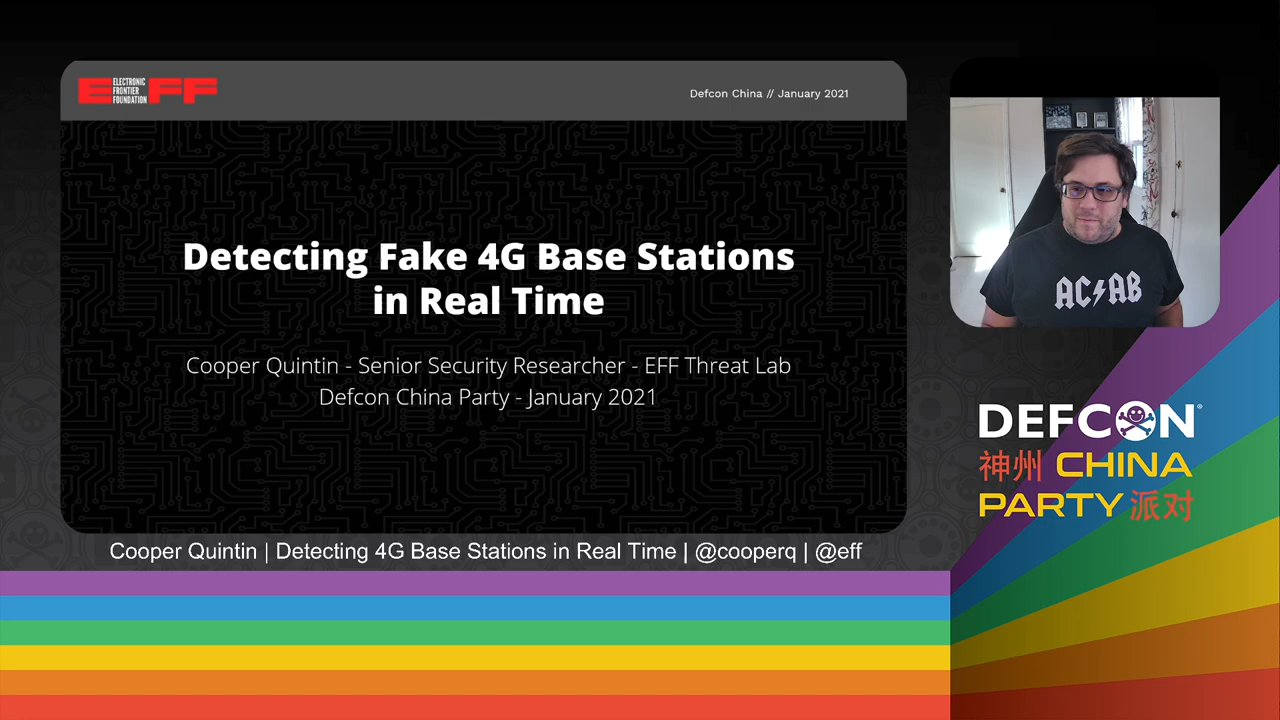 EFF
ELECTRONIC
FRONTIER
FOUNDATION
Defcon China // January 2021
Detecting Fake 4G Base Stations
in Real Time
Cooper Quintin - Senior Security Researcher - EFF Threat Lab
Defcon China Party - January 2021
Cooper Quintin | Detecting 4G Base Stations in Real Time | @cooperq | @eff
AC⚡AB
DEFCON®
神州 CHINA
PARTY 派对